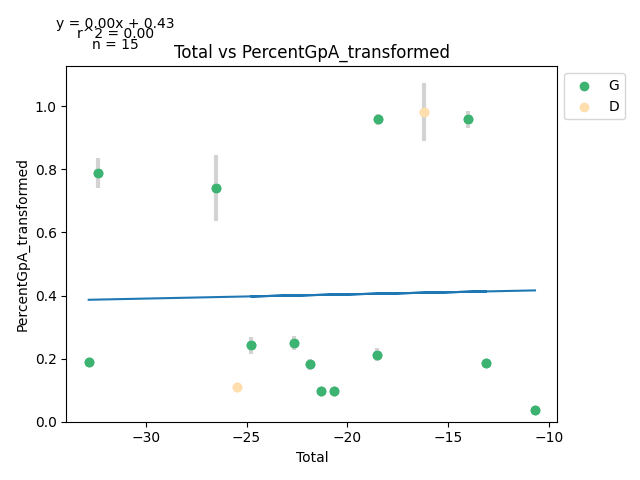 y = 0.00x + 0.43
r^2 = 0.00
n = 15
Total vs PercentGpA_transformed
G
D
PercentGpA_transformed
1.0
0.8
0.6
0.4
0.2
0.0
−30
−25
−20
−15
−10
Total